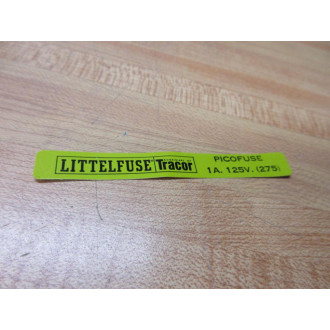 LITTELFUSE Tracor
PICOFUSE
1A. 125V. (275)